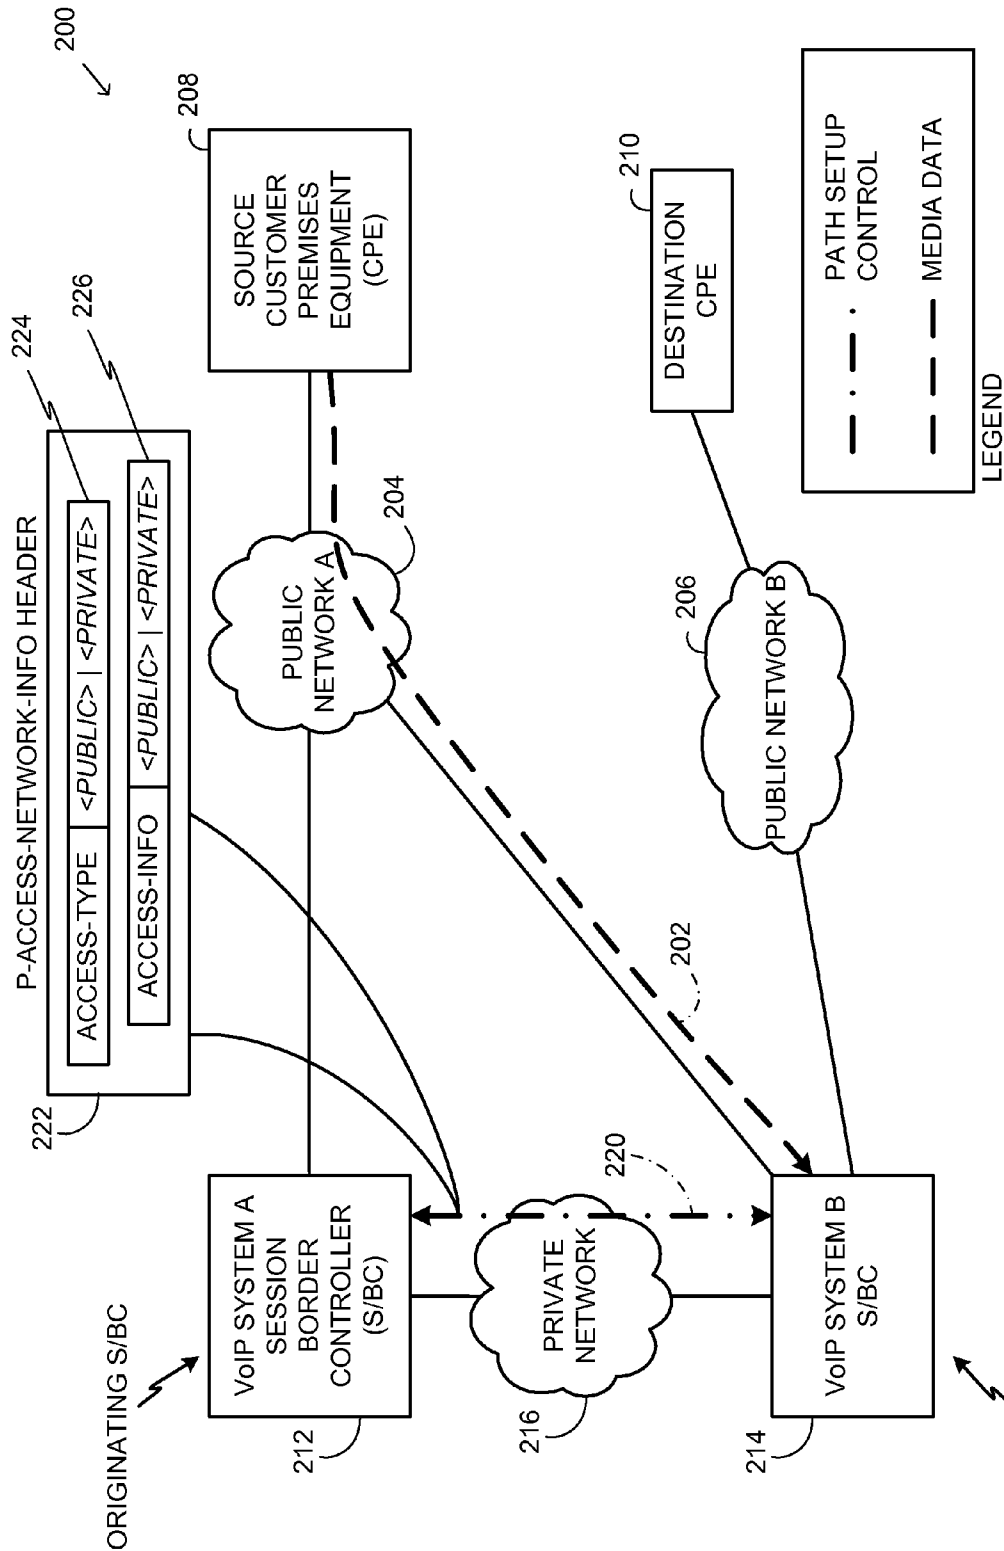 200
P-ACCESS-NETWORK-INFO HEADER
224
ACCESS-TYPE
<PUBLIC> | <PRIVATE>
226
ACCESS-INFO
<PUBLIC> | <PRIVATE>
222
ORIGINATING S/BC
VoIP SYSTEM A
SESSION
BORDER
CONTROLLER
(S/BC)
212
PUBLIC
NETWORK A
204
SOURCE
CUSTOMER
PREMISES
EQUIPMENT
(CPE)
208
PRIVATE
NETWORK
216
220
202
VoIP SYSTEM B
S/BC
214
PUBLIC NETWORK B
206
DESTINATION
CPE
210
PATH SETUP
CONTROL
MEDIA DATA
LEGEND